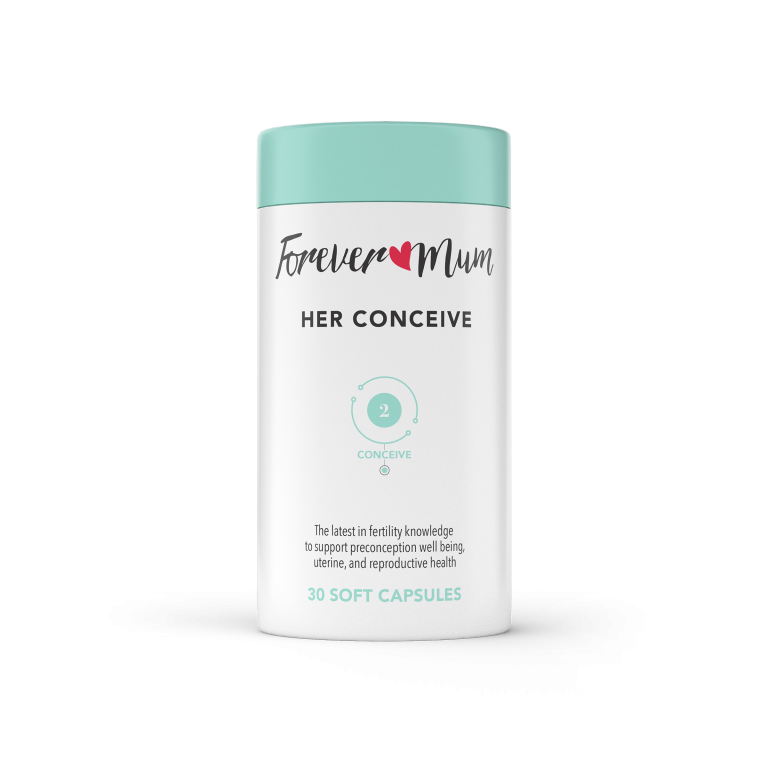 Forever Mum
HER CONCEIVE
2
CONCEIVE
The latest in fertility knowledge
to support preconception well being,
uterine, and reproductive health
30 SOFT CAPSULES